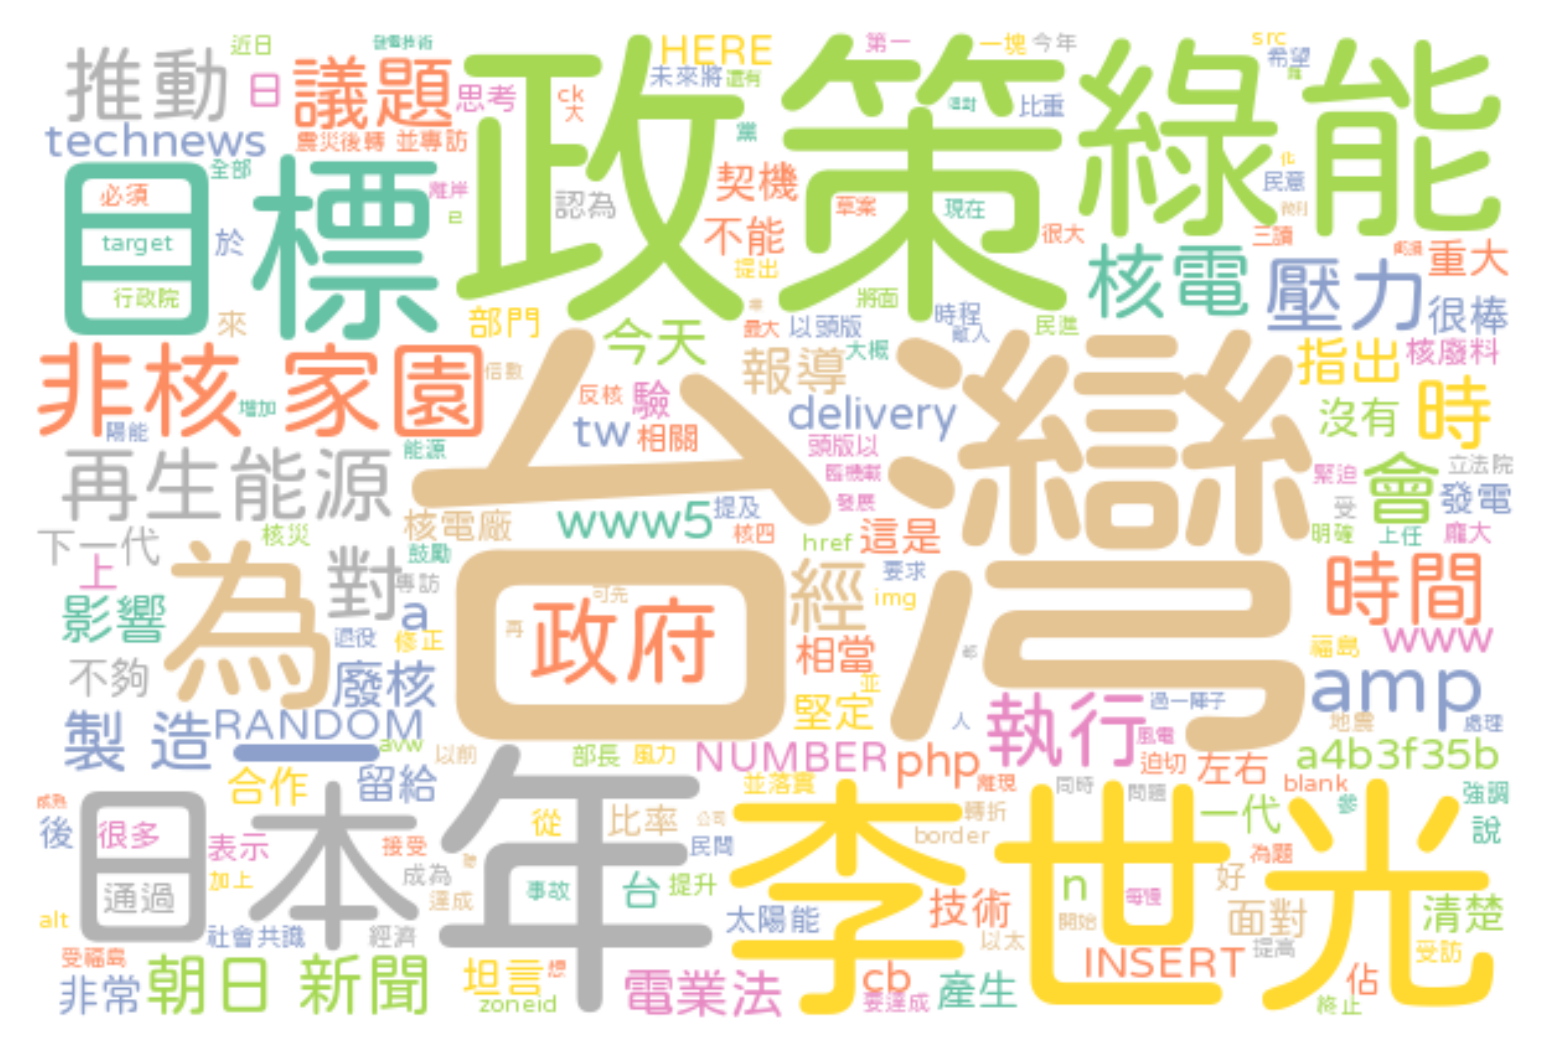 近日
推動
日
議題
思考
HERE
未來將
還有
第一
一塊
今年
src
希望
ck
大
黨
比重
technews
震災後轉
並專訪
政策
綠能
全部
目標
必須
target
行政院
離岸
已
於
來
認為
契機
不能
提出
草案
現在
很大
三讀
民意
化
核電
壓力
重大
很棒
部門
今天
最大
以頭版
將面
時程
敵人
民進
大概
報導
指出
核廢料
非核
家園
信數
增加
陽能
反核
驗
tw
相關
delivery
頭版以
沒有
時
台灣
再生能源
能源
核電廠
www5
提及
發展
緊迫
會
立法院
發電
受
明確
上任
龐大
下一代
上
核災
鼓勵
專訪
核四
href
這是
要求
為
對
a
影響
退役
修正
可先
再
政府
經
img
相當
並
時間
福島
www
不夠
廢核
堅定
人
執行
過一陣子
風電
amp
地震
處理
製造
RANDOM
一
avw
以前
部長
風力
NUMBER
php
離現
迫切
左右
a4b3f35b
合作
留給
並落實
同時
問題
blank
參
強調
後
日本
年
很多
通過
表示
加上
接受
成為
達成
從
比率
公司
民間
李世光
轉折
border
一代
為題
說
好
alt
社會共識
經濟
事故
台
提升
太陽能
技術
以太
n
開始
每度
面對
提高
清楚
受訪
受福島
非常
朝日
新聞
坦言
想
zoneid
電業法
cb
要達成
產生
INSERT
佔
終止